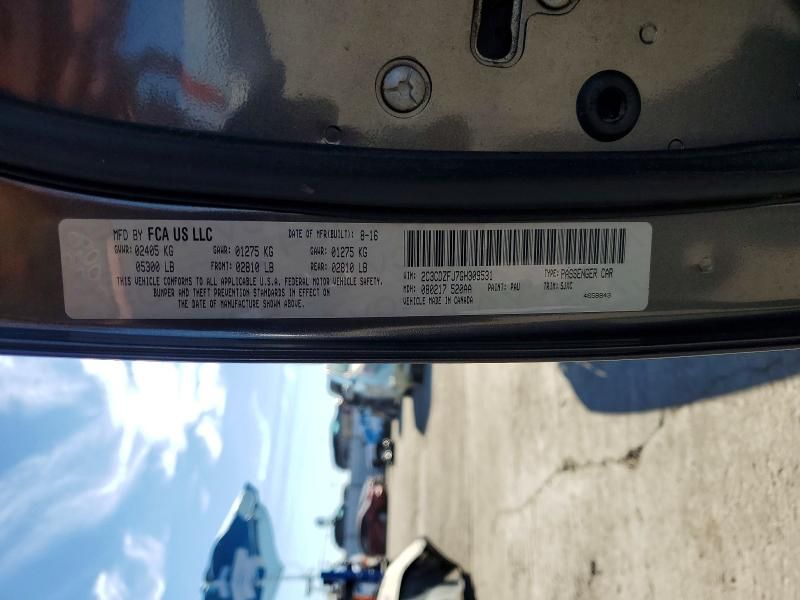 MFD BY FCA US LLC DATE OF MFR(BUILT): 8-16
GVWR: 02405 KG GAWR: 01275 KG GAWR: 01275 KG
05300 LB FRONT: 02810 LB REAR: 02810 LB
THIS VEHICLE CONFORMS TO ALL APPLICABLE U.S.A. FEDERAL MOTOR VEHICLE SAFETY,
BUMPER AND THEFT PREVENTION STANDARDS IN EFFECT ON
THE DATE OF MANUFACTURE SHOWN ABOVE.
VIN: 2C3CDZFJ7GH309531 TYPE: PASSENGER CAR
MDH: 080217 520AA PAINT: PAU TRIM: SJXC
VEHICLE MADE IN CANADA 4658843